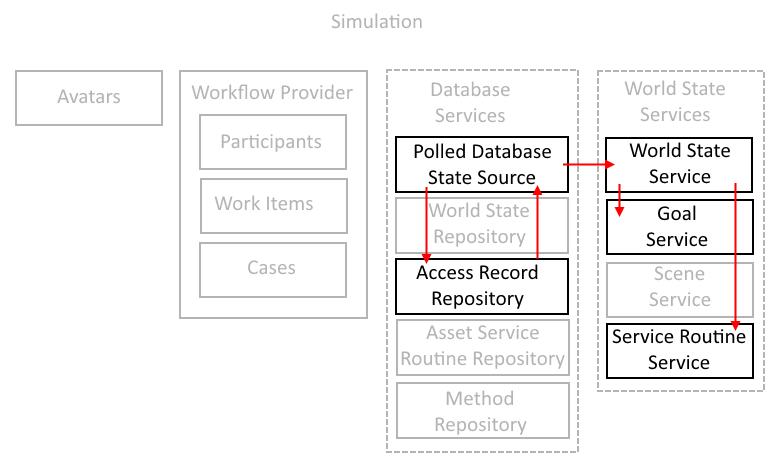 Simulation
Avatars
Workflow Provider
Participants
Work Items
Cases
Database
Services
Polled Database
State Source
World State
Repository
Access Record
Repository
Asset Service
Routine Repository
Method
Repository
World State
Services
World State
Service
Goal
Service
Scene
Service
Service Routine
Service